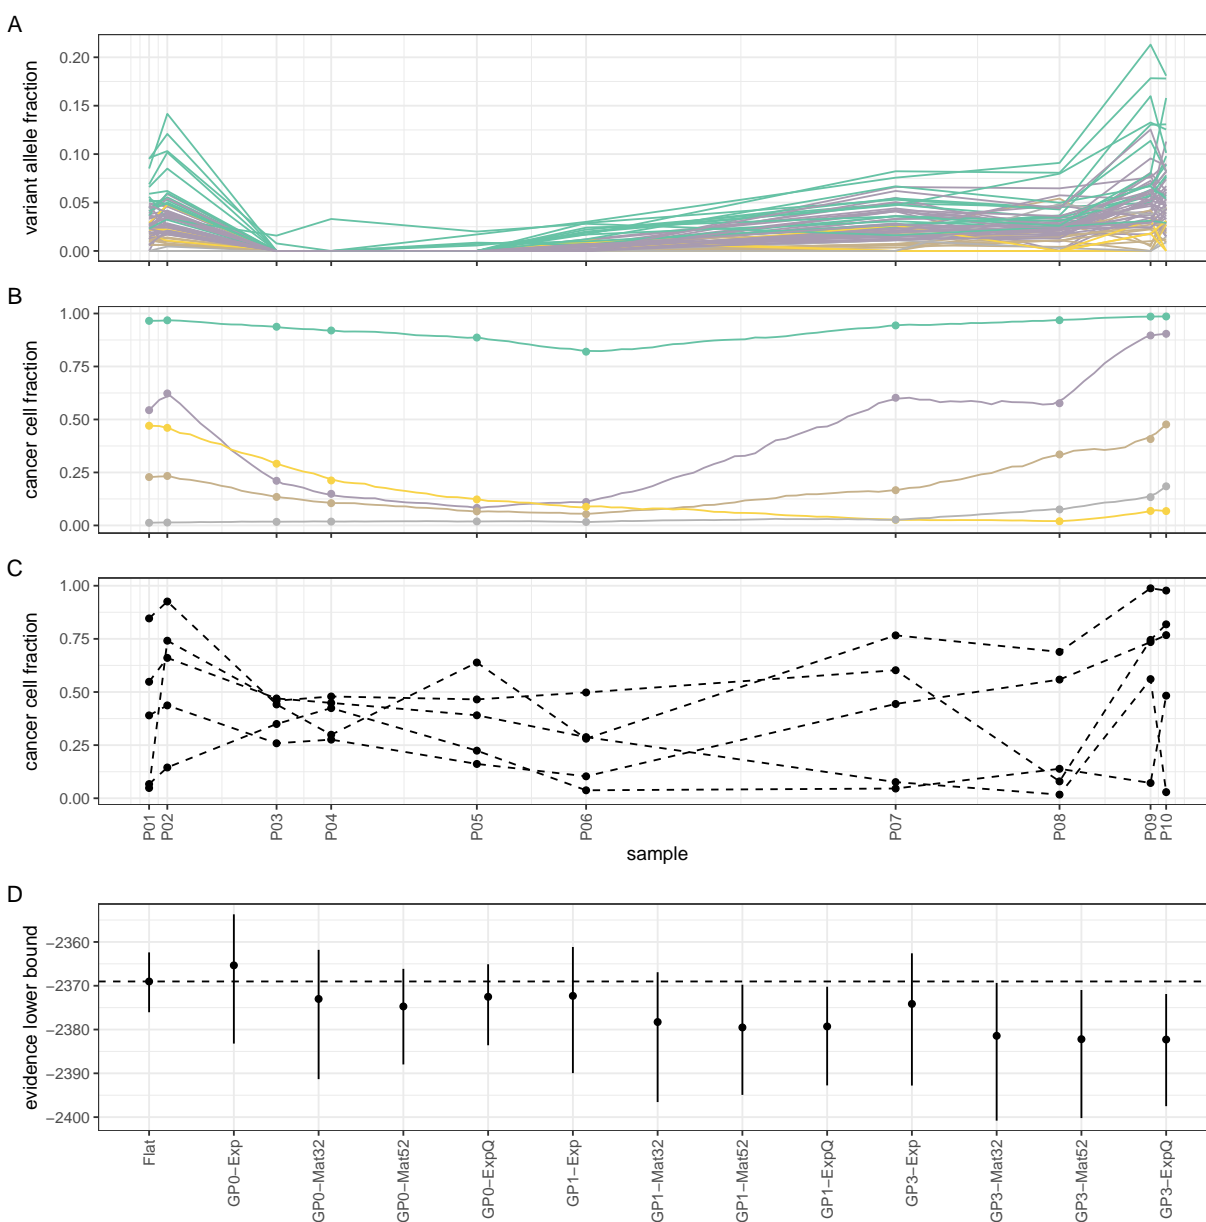 A
variant allele fraction
0.20
0.15
0.10
0.05
0.00
B
cancer cell fraction
1.00
0.75
0.50
0.25
0.00
C
cancer cell fraction
1.00
0.75
0.50
0.25
0.00
P01 P02 P03 P04 P05 P06 P07 P08 P09 P10
sample
D
evidence lower bound
−2360
−2370
−2380
−2390
−2400
Flat GP0−Exp GP0−Mat32 GP0−Mat52 GP0−ExpQ GP1−Exp GP1−Mat32 GP1−Mat52 GP1−ExpQ GP3−Exp GP3−Mat32 GP3−Mat52 GP3−ExpQ